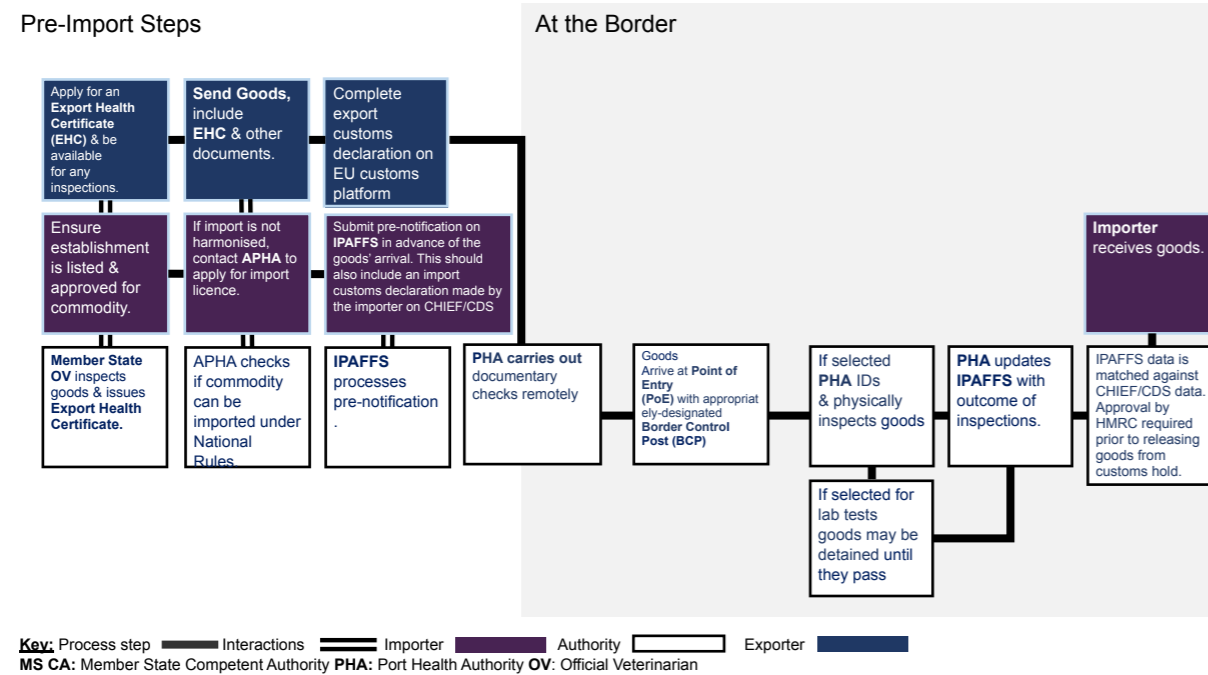 Pre-Import Steps
At the Border
Apply for an
Export Health
Certificate
(EHC) & be
available
for any
inspections.
Send Goods,
include
EHC & other
documents.
Complete
export
customs
declaration on
EU customs
platform
Ensure
establishment
is listed &
approved for
commodity.
If import is not
harmonised,
contact APHA to
apply for import
licence.
Submit pre-notification on
IPAFFS in advance of the
goods' arrival. This should
also include an import
customs declaration made by
the importer on CHIEF/CDS
Importer
receives goods.
Member State
OV inspects
goods & issues
Export Health
Certificate.
APHA checks
if commodity
can be
imported under
National
Rules
IPAFFS
processes
pre-notification
.
PHA carries out
documentary
checks remotely
Goods
Arrive at Point of
Entry
(PoE) with appropriat
ely-designated
Border Control
Post (BCP)
If selected
PHA IDs
& physically
inspects goods
PHA updates
IPAFFS with
outcome of
inspections.
IPAFFS data is
matched against
CHIEF/CDS data.
Approval by
HMRC required
prior to releasing
goods from
customs hold.
If selected for
lab tests
goods may be
detained until
they pass
Key: Process step Interactions Importer Authority Exporter
MS CA: Member State Competent Authority PHA: Port Health Authority OV: Official Veterinarian